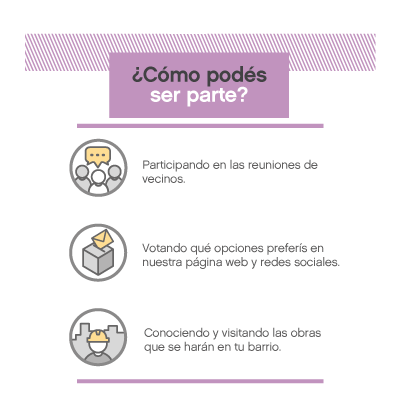 ¿Cómo podés
ser parte?
Participando en las reuniones de
vecinos.
Votando qué opciones preferís en
nuestra página web y redes sociales.
Conociendo y visitando las obras
que se harán en tu barrio.